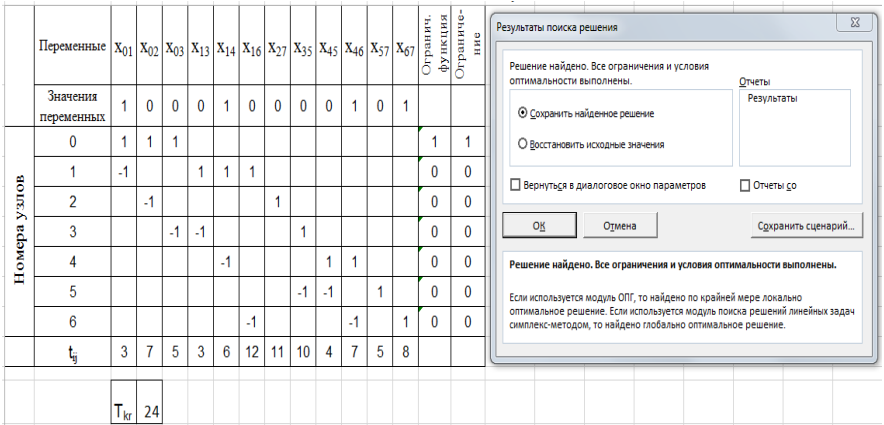 Переменные x01 x02 x03 x13 x14 x16 x27 x35 x45 x46 x57 x67 Огранич. функция Ограниче- ние
Значения переменных 1 0 0 0 1 0 0 0 0 1 0 1
Номера узлов
0 1 1 1 1 1
1 -1 1 1 1 0 0
2 -1 1 0 0
3 -1 -1 1 0 0
4 -1 1 1 0 0
5 -1 -1 1 0 0
6 -1 -1 1 0 0
tij 3 7 5 3 6 12 11 10 4 7 5 8
Tkr 24
Результаты поиска решения
Решение найдено. Все ограничения и условия
оптимальности выполнены.
Отчеты
Результаты
Сохранить найденное решение
Восстановить исходные значения
Вернуться в диалоговое окно параметров
Отчеты со
ОК
Отмена
Сохранить сценарий...
Решение найдено. Все ограничения и условия оптимальности выполнены.
Если используется модуль ОПГ, то найдено по крайней мере локально
оптимальное решение. Если используется модуль поиска решений линейных задач
симплекс-методом, то найдено глобально оптимальное решение.